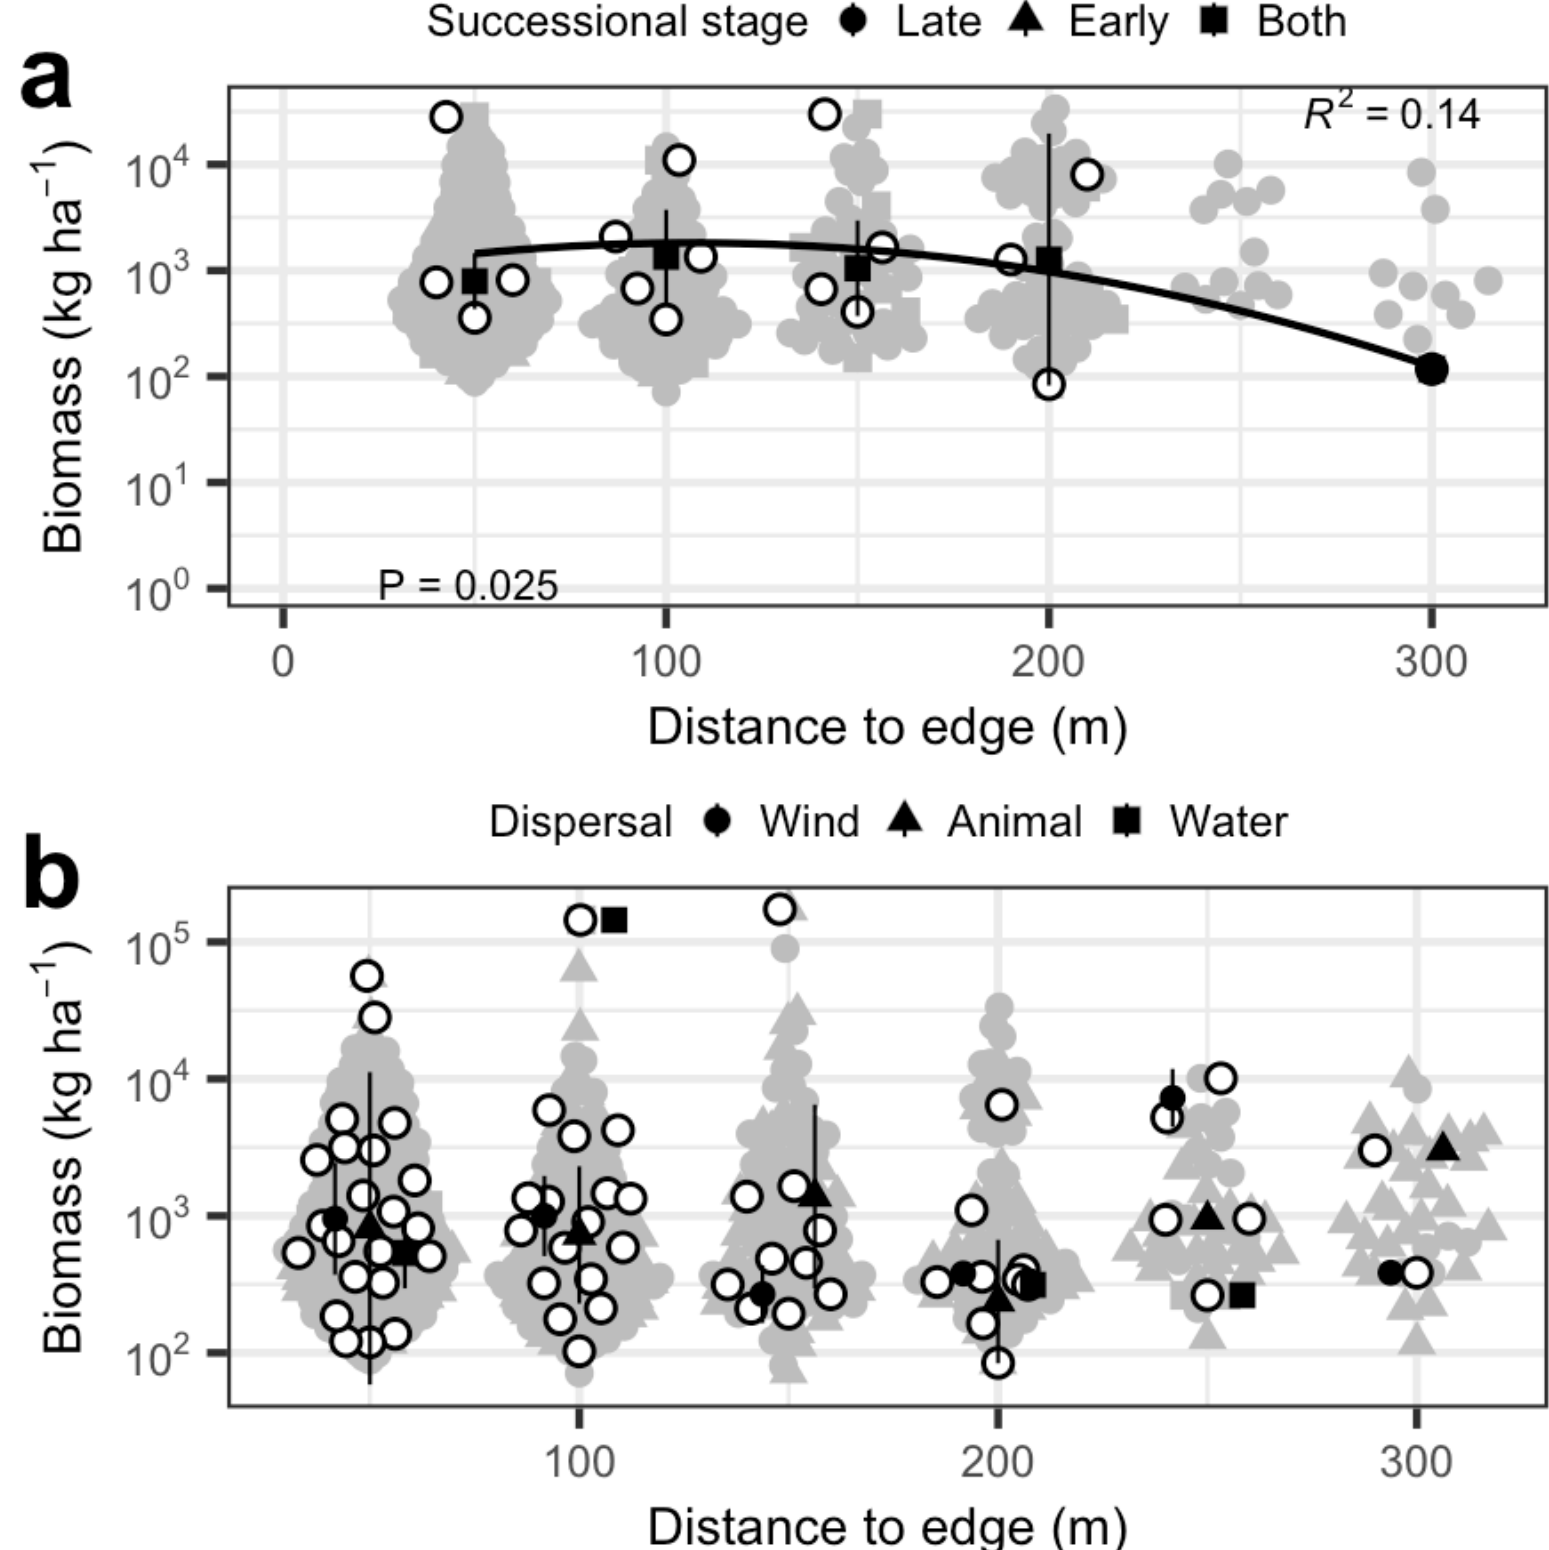 Successional stage Late Early Both
a
R² = 0.14
10⁴
10³
10²
10¹
10⁰
Biomass (kg ha⁻¹)
P = 0.025
0 100 200 300
Distance to edge (m)
Dispersal Wind Animal Water
b
10⁵
10⁴
10³
10²
Biomass (kg ha⁻¹)
100 200 300
Distance to edge (m)